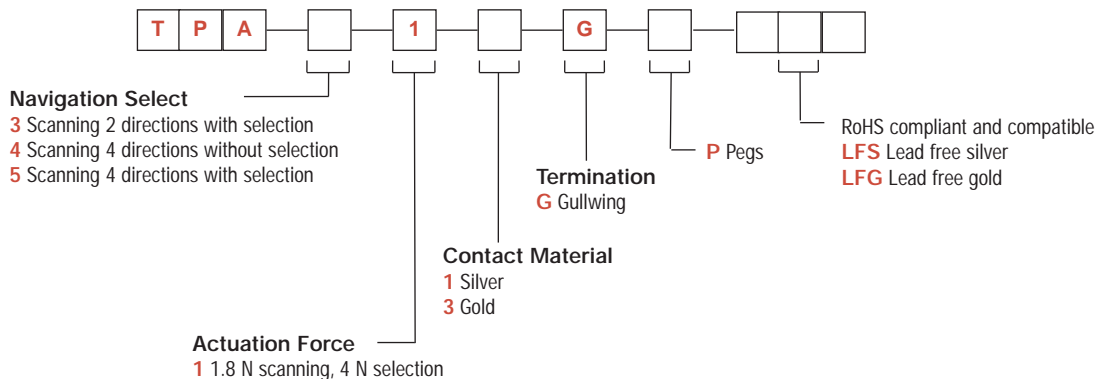 T P A 1 G
Navigation Select
3 Scanning 2 directions with selection
4 Scanning 4 directions without selection
5 Scanning 4 directions with selection
Actuation Force
1 1.8 N scanning, 4 N selection
Contact Material
1 Silver
3 Gold
Termination
G Gullwing
P Pegs
RoHS compliant and compatible
LFS Lead free silver
LFG Lead free gold